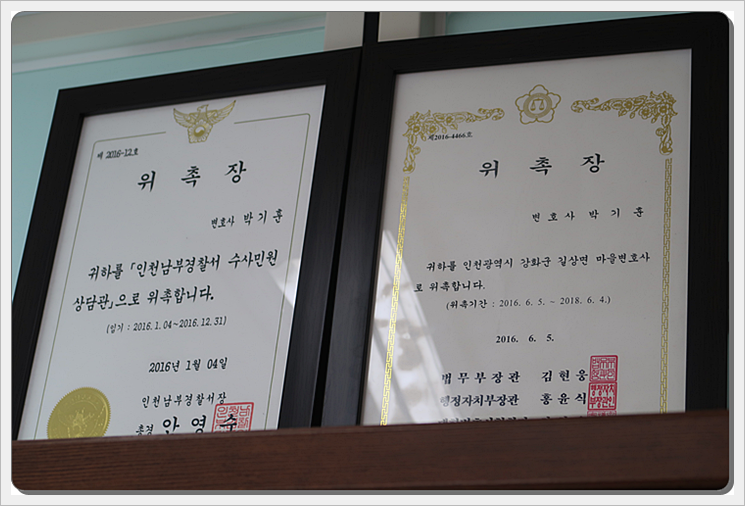 제 2016-12호
위 촉 장
변호사 박 기 훈
귀하를 「인천남부경찰서 수사민원
상담관」으로 위촉합니다.
(임기 : 2016. 1. 04 ~ 2016. 12. 31)
2016년 1월 04일
인천남부경찰서장
총경 안 영 수
제2016-4466호
위 촉 장
변 호 사 박 기 훈
귀하를 인천광역시 강화군 길상면 마을변호사
로 위촉합니다.
(위촉기간 : 2016. 6. 5. ~ 2018. 6. 4.)
2016. 6. 5.
법 무 부 장 관 김 현 웅
행정자치부장관 홍 윤 식